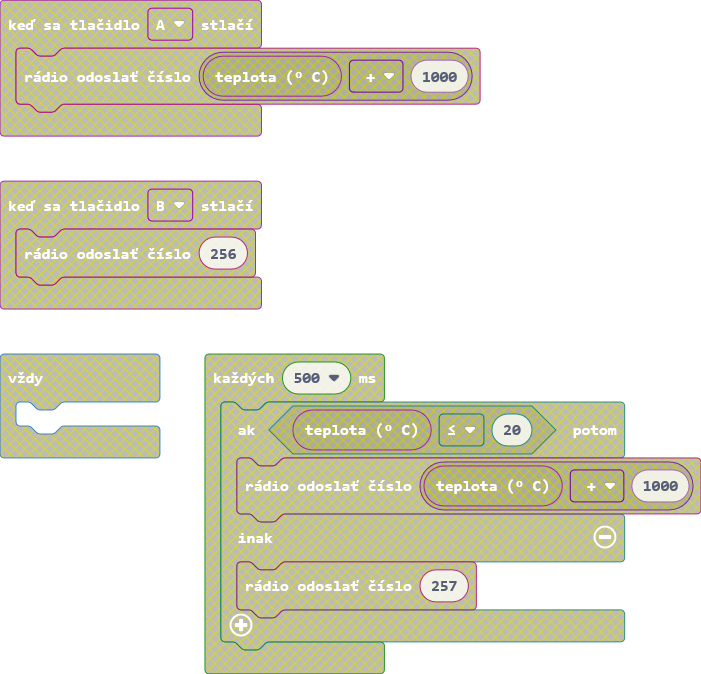 keď sa tlačidlo A stlačí
rádio odoslať číslo teplota (º C) + 1000
keď sa tlačidlo B stlačí
rádio odoslať číslo 256
vždy
každých 500 ms
ak teplota (º C) ≤ 20 potom
rádio odoslať číslo teplota (º C) + 1000
inak
rádio odoslať číslo 257